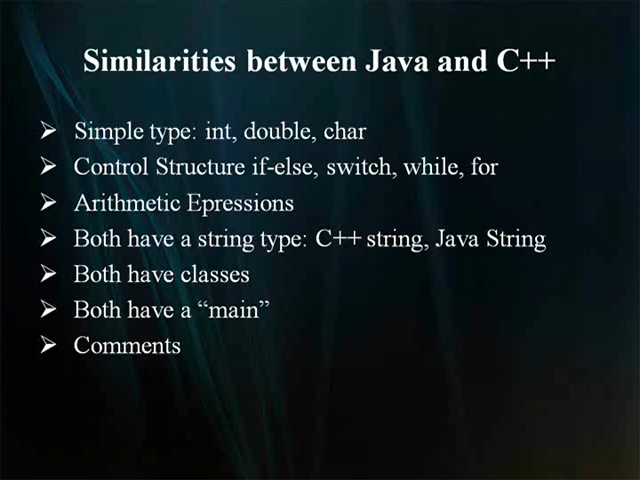 Similarities between Java and C++
➢ Simple type: int, double, char
➢ Control Structure if-else, switch, while, for
➢ Arithmetic Epressions
➢ Both have a string type: C++ string, Java String
➢ Both have classes
➢ Both have a “main”
➢ Comments